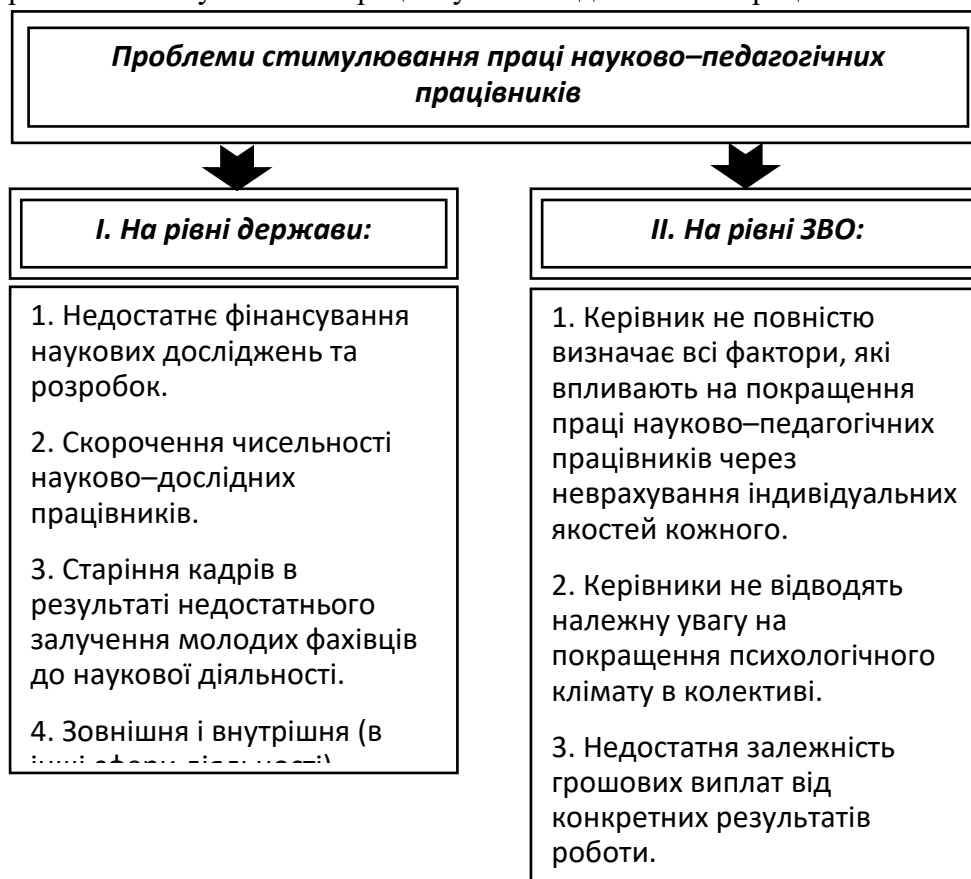 Проблеми стимулювання праці науково–педагогічних
працівників
І. На рівні держави:
1. Недостатнє фінансування
наукових досліджень та
розробок.
2. Скорочення чисельності
науково–дослідних
працівників.
3. Старіння кадрів в
результаті недостатнього
залучення молодих фахівців
до наукової діяльності.
4. Зовнішня і внутрішня (в
ІІ. На рівні ЗВО:
1. Керівник не повністю
визначає всі фактори, які
впливають на покращення
праці науково–педагогічних
працівників через
неврахування індивідуальних
якостей кожного.
2. Керівники не відводять
належну увагу на
покращення психологічного
клімату в колективі.
3. Недостатня залежність
грошових виплат від
конкретних результатів
роботи.